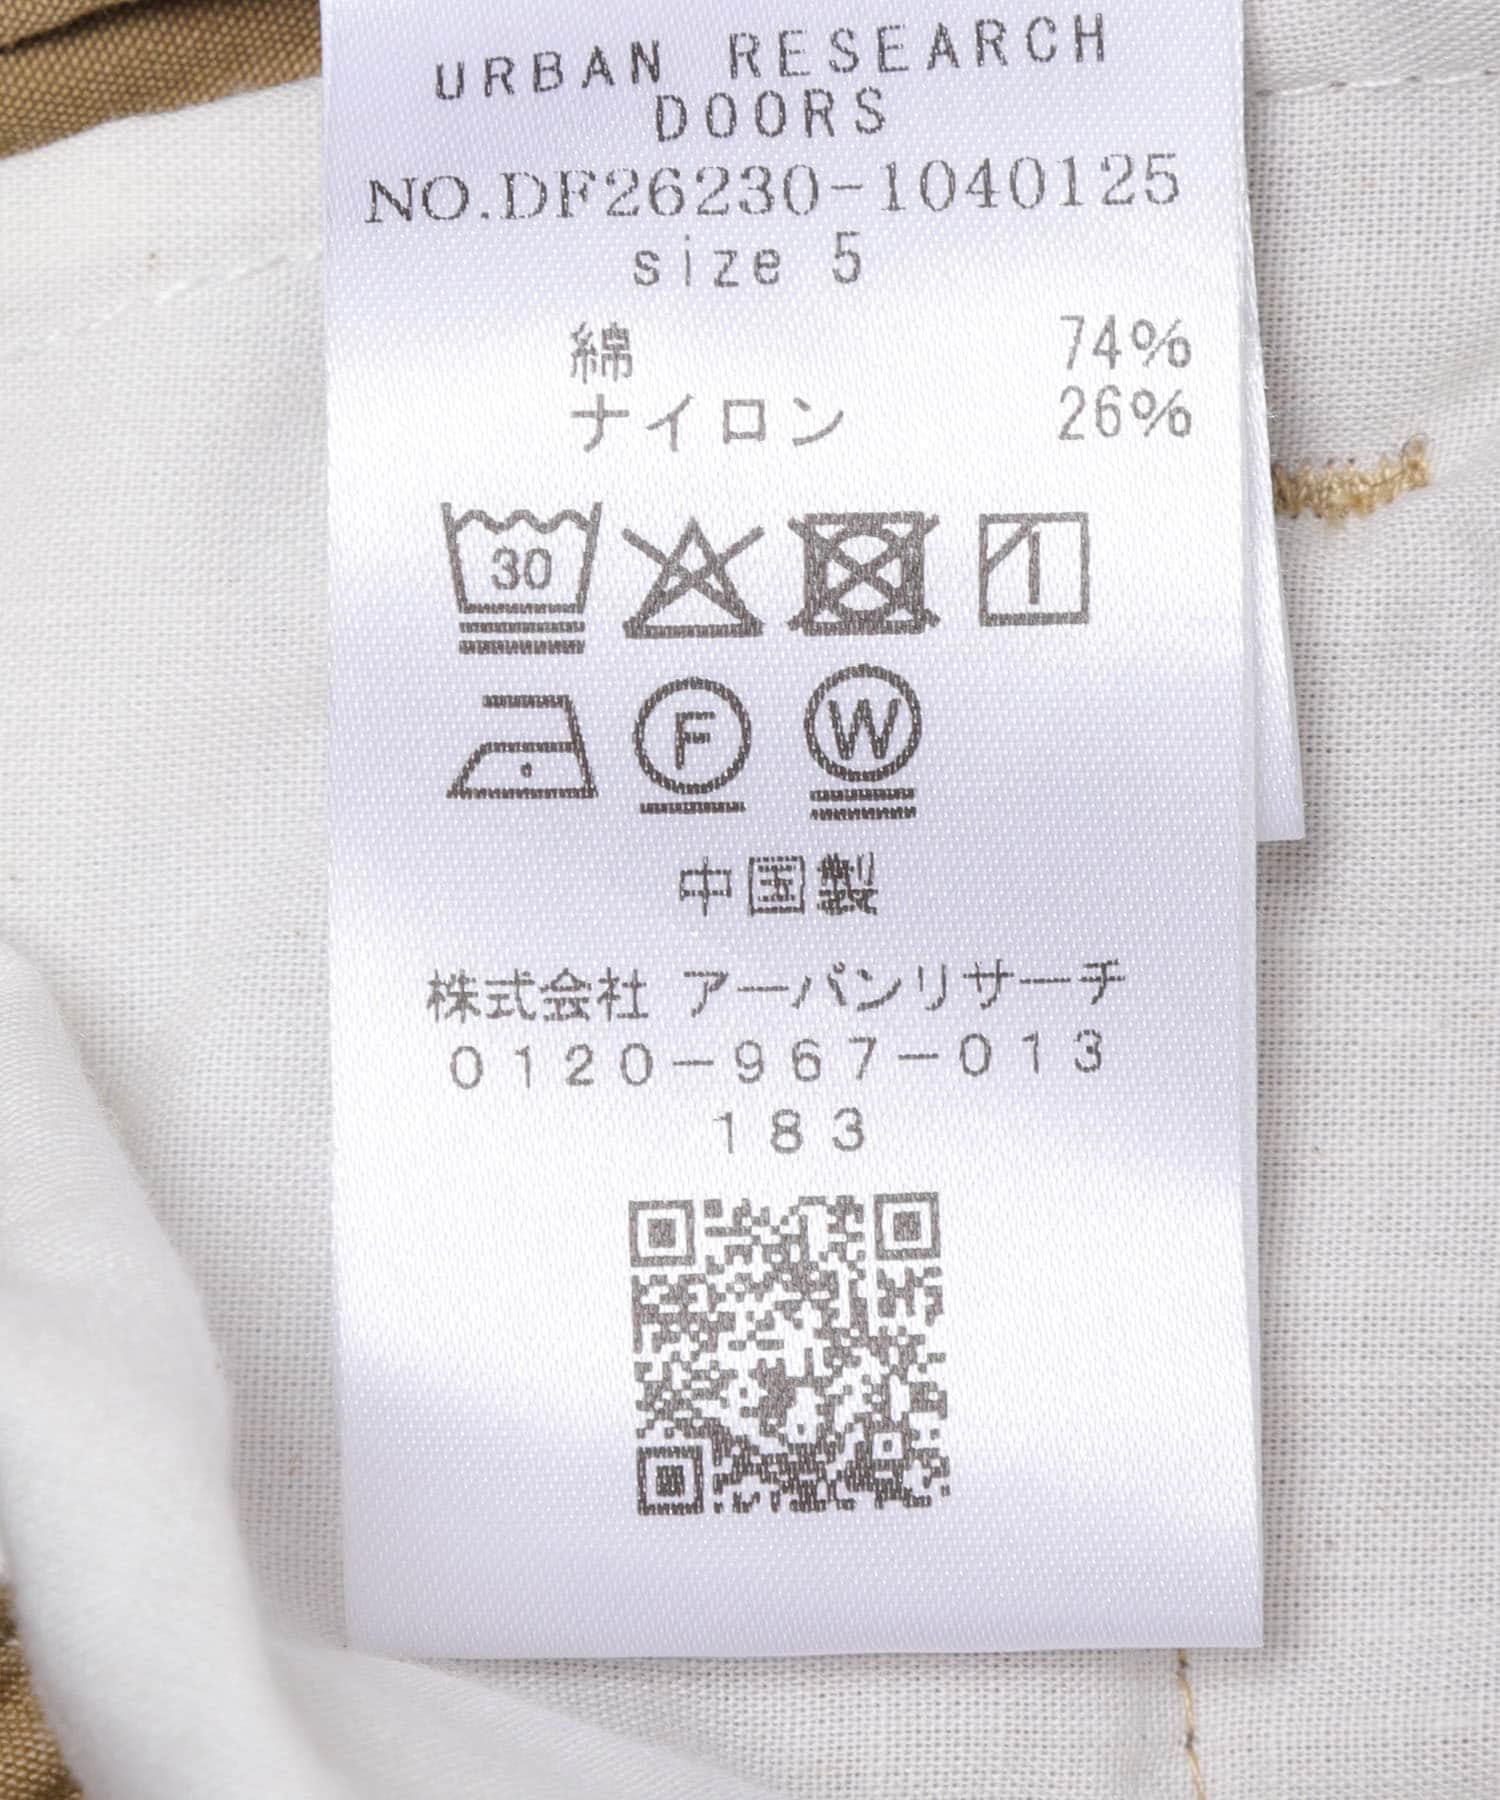 URBAN RESEARCH
DOORS
NO.DF26230-1040125
size 5
綿 74%
ナイロン 26%
30
F W
中国製
株式会社 アーバンリサーチ
0120-967-013
183